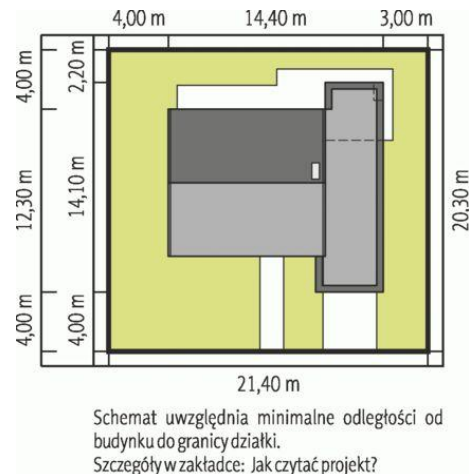 4,00 m 14,40 m 3,00 m
4,00 m 2,20 m
12,30 m 14,10 m 20,30 m
4,00 m 4,00 m
21,40 m
Schemat uwzględnia minimalne odległości od
budynku do granicy działki.
Szczegóły w zakładce: Jak czytać projekt?